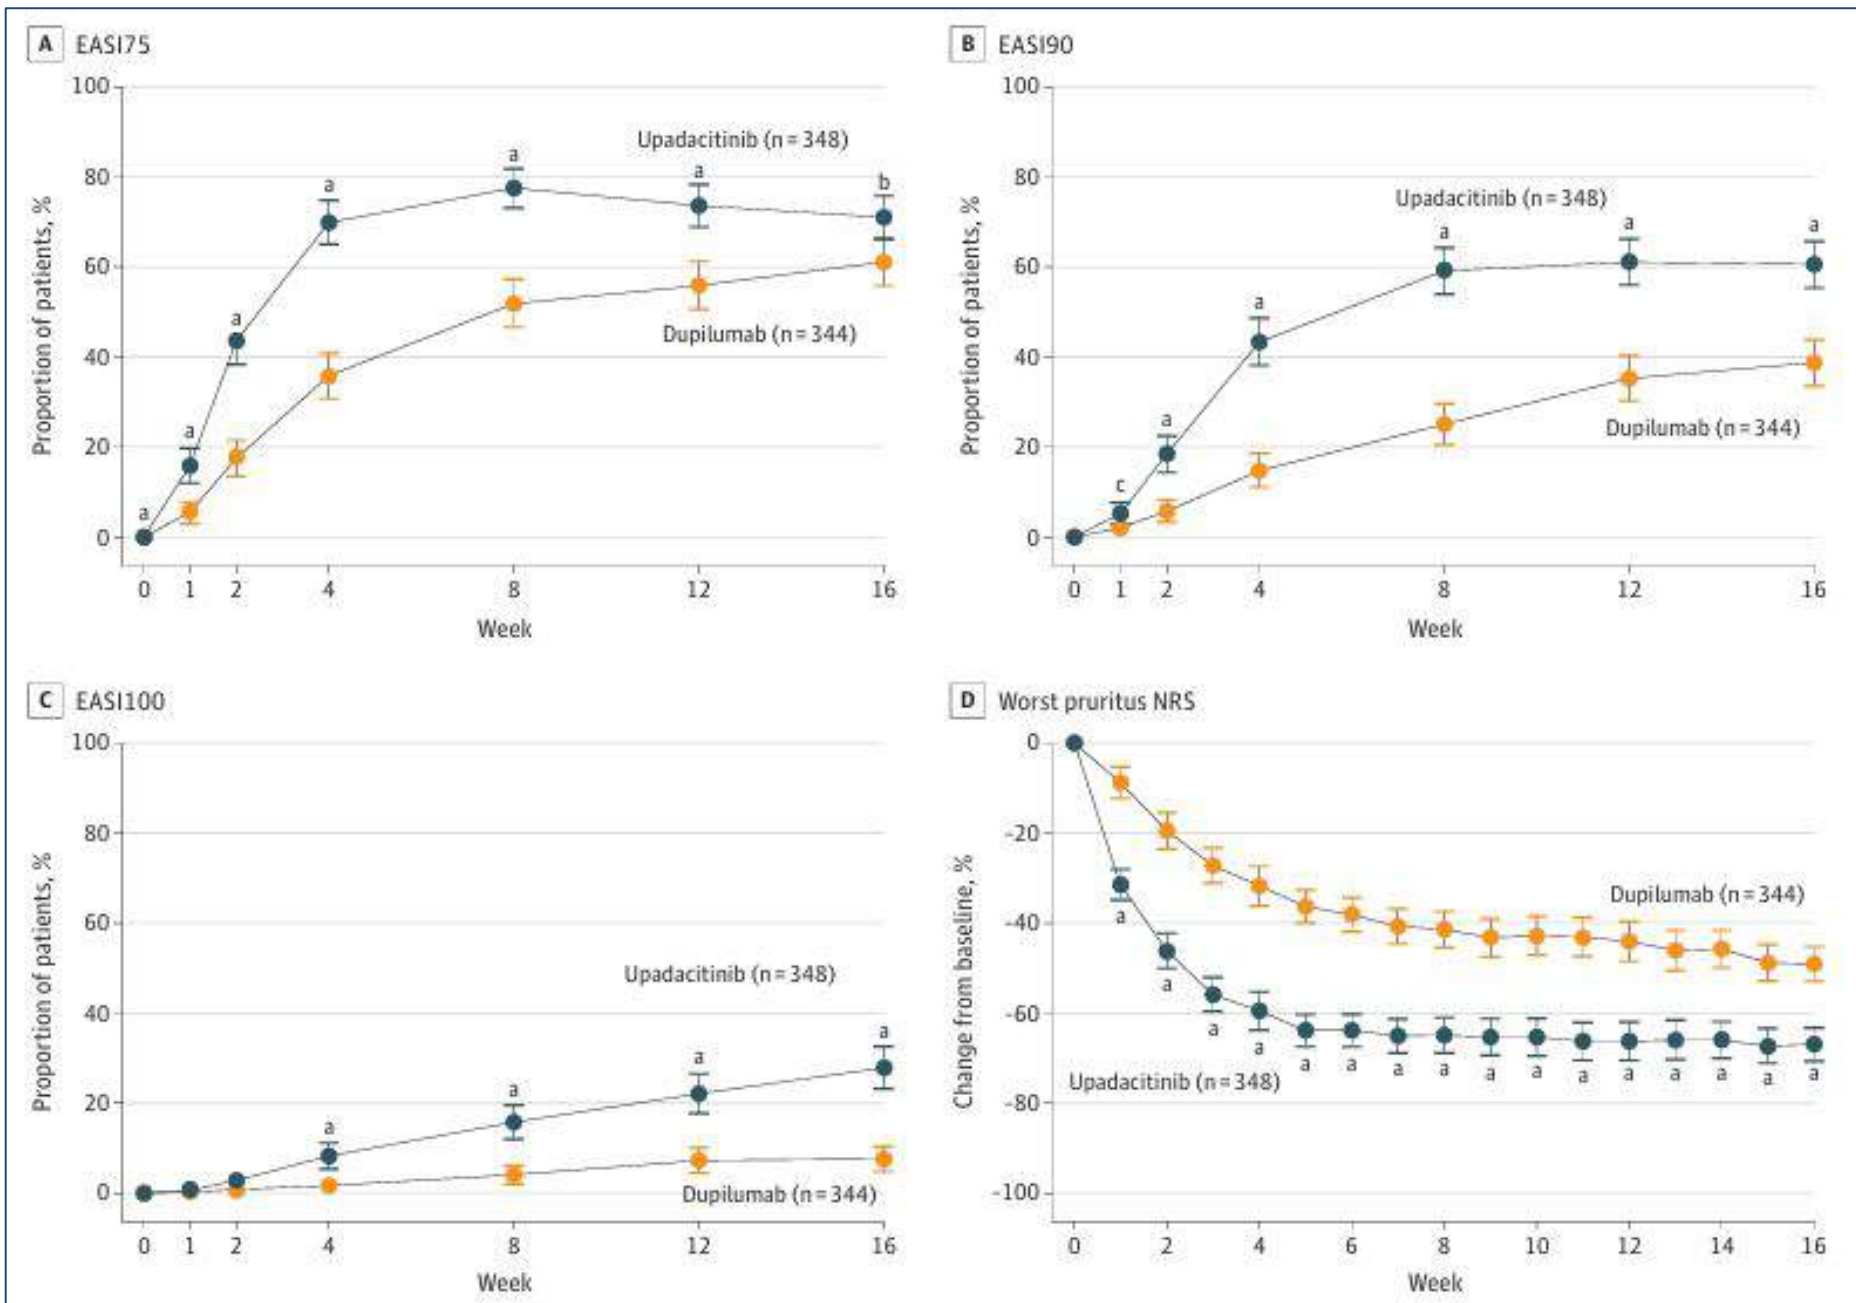 A EASI75
100
80
60
40
20
0
Proportion of patients, %
Upadacitinib (n = 348)
Dupilumab (n = 344)
a a a a a a b
0 1 2 4 8 12 16
Week
B EASI90
100
80
60
40
20
0
Proportion of patients, %
Upadacitinib (n = 348)
Dupilumab (n = 344)
c a a a a a
0 1 2 4 8 12 16
Week
C EASI100
100
80
60
40
20
0
Proportion of patients, %
Upadacitinib (n = 348)
Dupilumab (n = 344)
a a a a
0 1 2 4 8 12 16
Week
D Worst pruritus NRS
0
-20
-40
-60
-80
-100
Change from baseline, %
Dupilumab (n = 344)
Upadacitinib (n = 348)
a a a a a a a a a a a a a a a a
0 2 4 6 8 10 12 14 16
Week